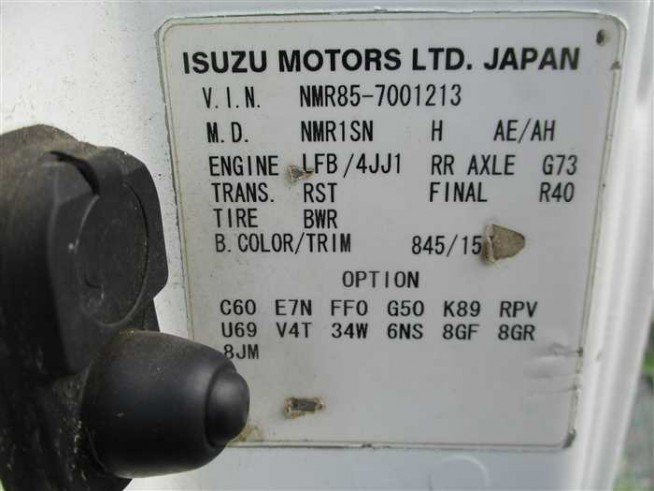 ISUZU MOTORS LTD. JAPAN
V.I.N. NMR85-7001213
M.D. NMR1SN H AE/AH
ENGINE LFB/4JJ1 RR AXLE G73
TRANS. RST FINAL R40
TIRE BWR
B.COLOR/TRIM 845/15
OPTION
C60 E7N FF0 G50 K89 RPV
U69 V4T 34W 6NS 8GF 8GR
8JM